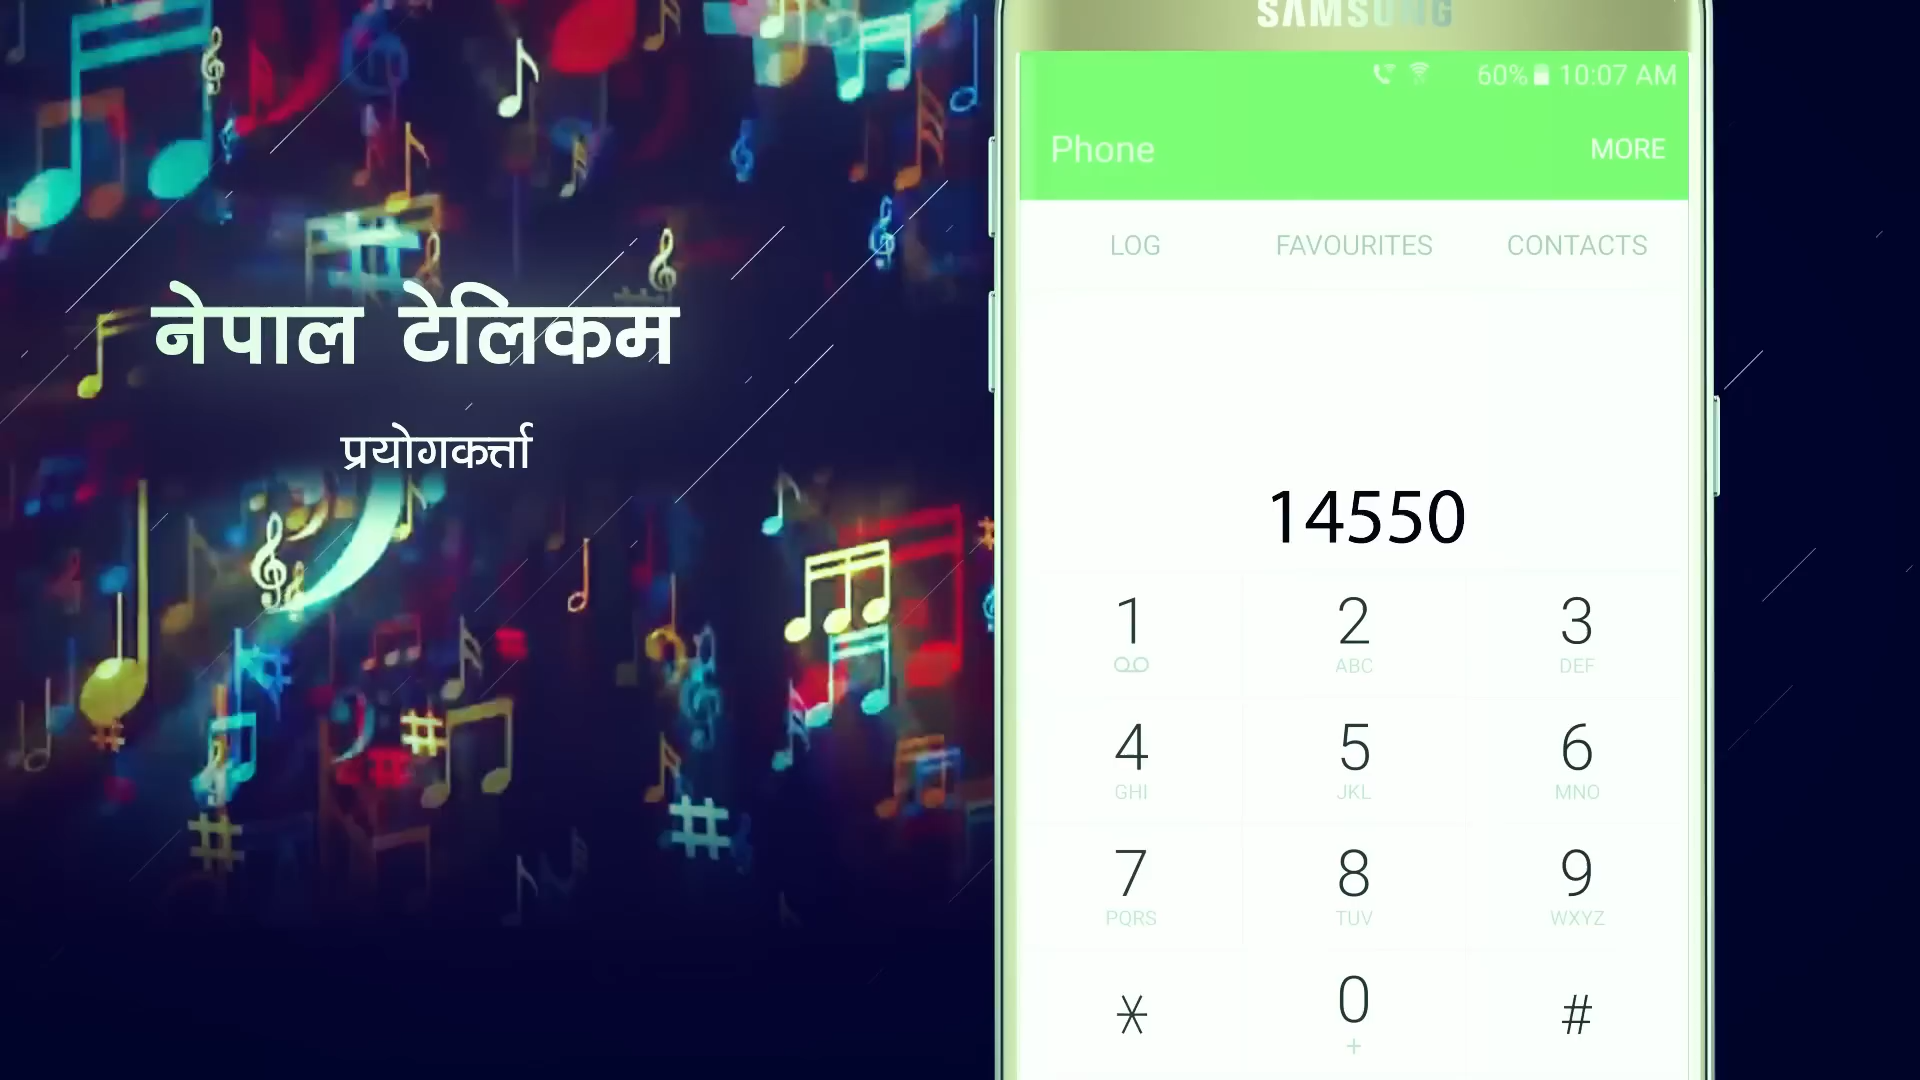 नेपाल टेलिकम
प्रयोगकर्त्ता
SAMSUNG
60% 10:07 AM
Phone
MORE
LOG FAVOURITES CONTACTS
14550
1 2 3
ABC DEF
4 5 6
GHI JKL MNO
7 8 9
PQRS TUV WXYZ
* 0 #
+